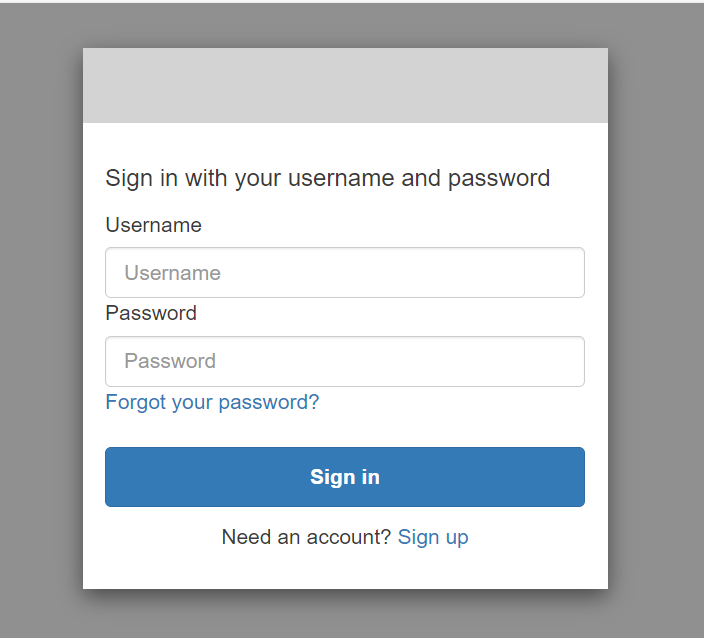 Sign in with your username and password
Username
Username
Password
Password
Forgot your password?
Sign in
Need an account? Sign up